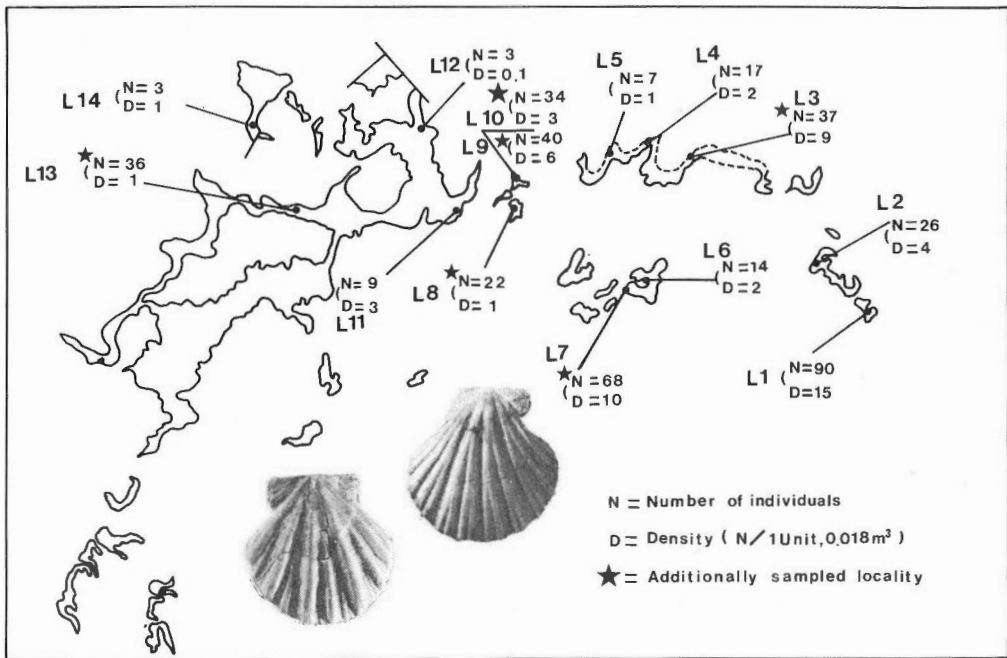 L12 (N= 3
D= 0,1
L5
(N= 7
D= 1
L4
(N= 17
D= 2
L14 (N= 3
D= 1
★ (N=34
D= 3
L10
★ L3
(N=37
D= 9
L9 ★ (N=40
D= 6
★ (N=36
D= 1
L13
L2
(N=26
D= 4
L6
(N=14
D= 2
(N= 9
D= 3
L11
★ L8 (N=22
D= 1
L7
★ (N=68
D=10
L1 (N=90
D=15
N = Number of individuals
D = Density ( N/1Unit,0.018m³ )
★= Additionally sampled locality